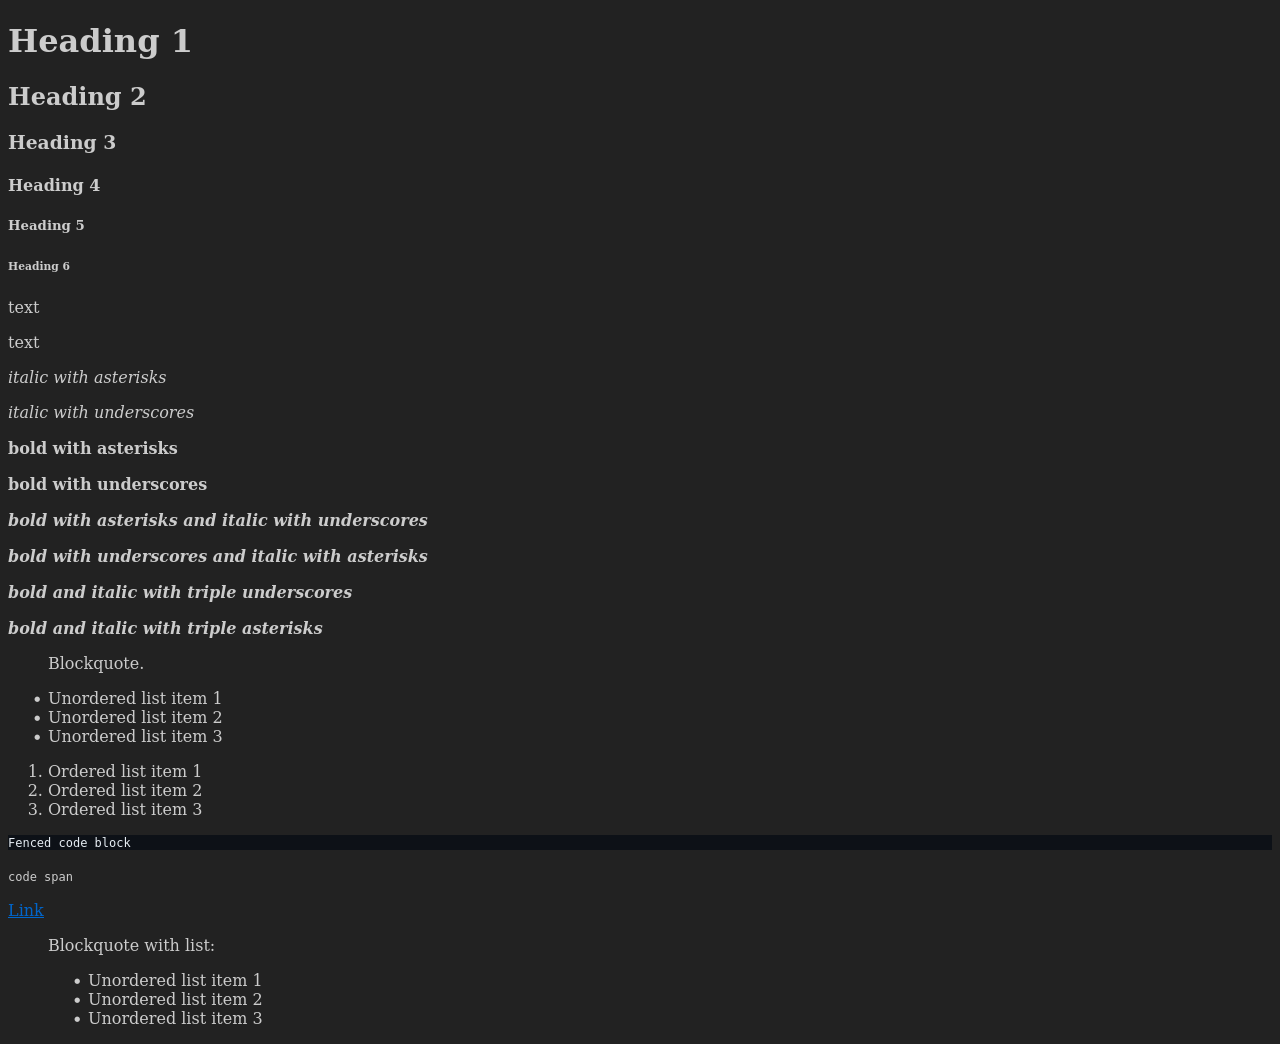 Heading 1
Heading 2
Heading 3
Heading 4
Heading 5
Heading 6
text
text
italic with asterisks
italic with underscores
bold with asterisks
bold with underscores
bold with asterisks and italic with underscores
bold with underscores and italic with asterisks
bold and italic with triple underscores
bold and italic with triple asterisks
Blockquote.
• Unordered list item 1
• Unordered list item 2
• Unordered list item 3
1. Ordered list item 1
2. Ordered list item 2
3. Ordered list item 3
Fenced code block
code span
Link
Blockquote with list:
• Unordered list item 1
• Unordered list item 2
• Unordered list item 3